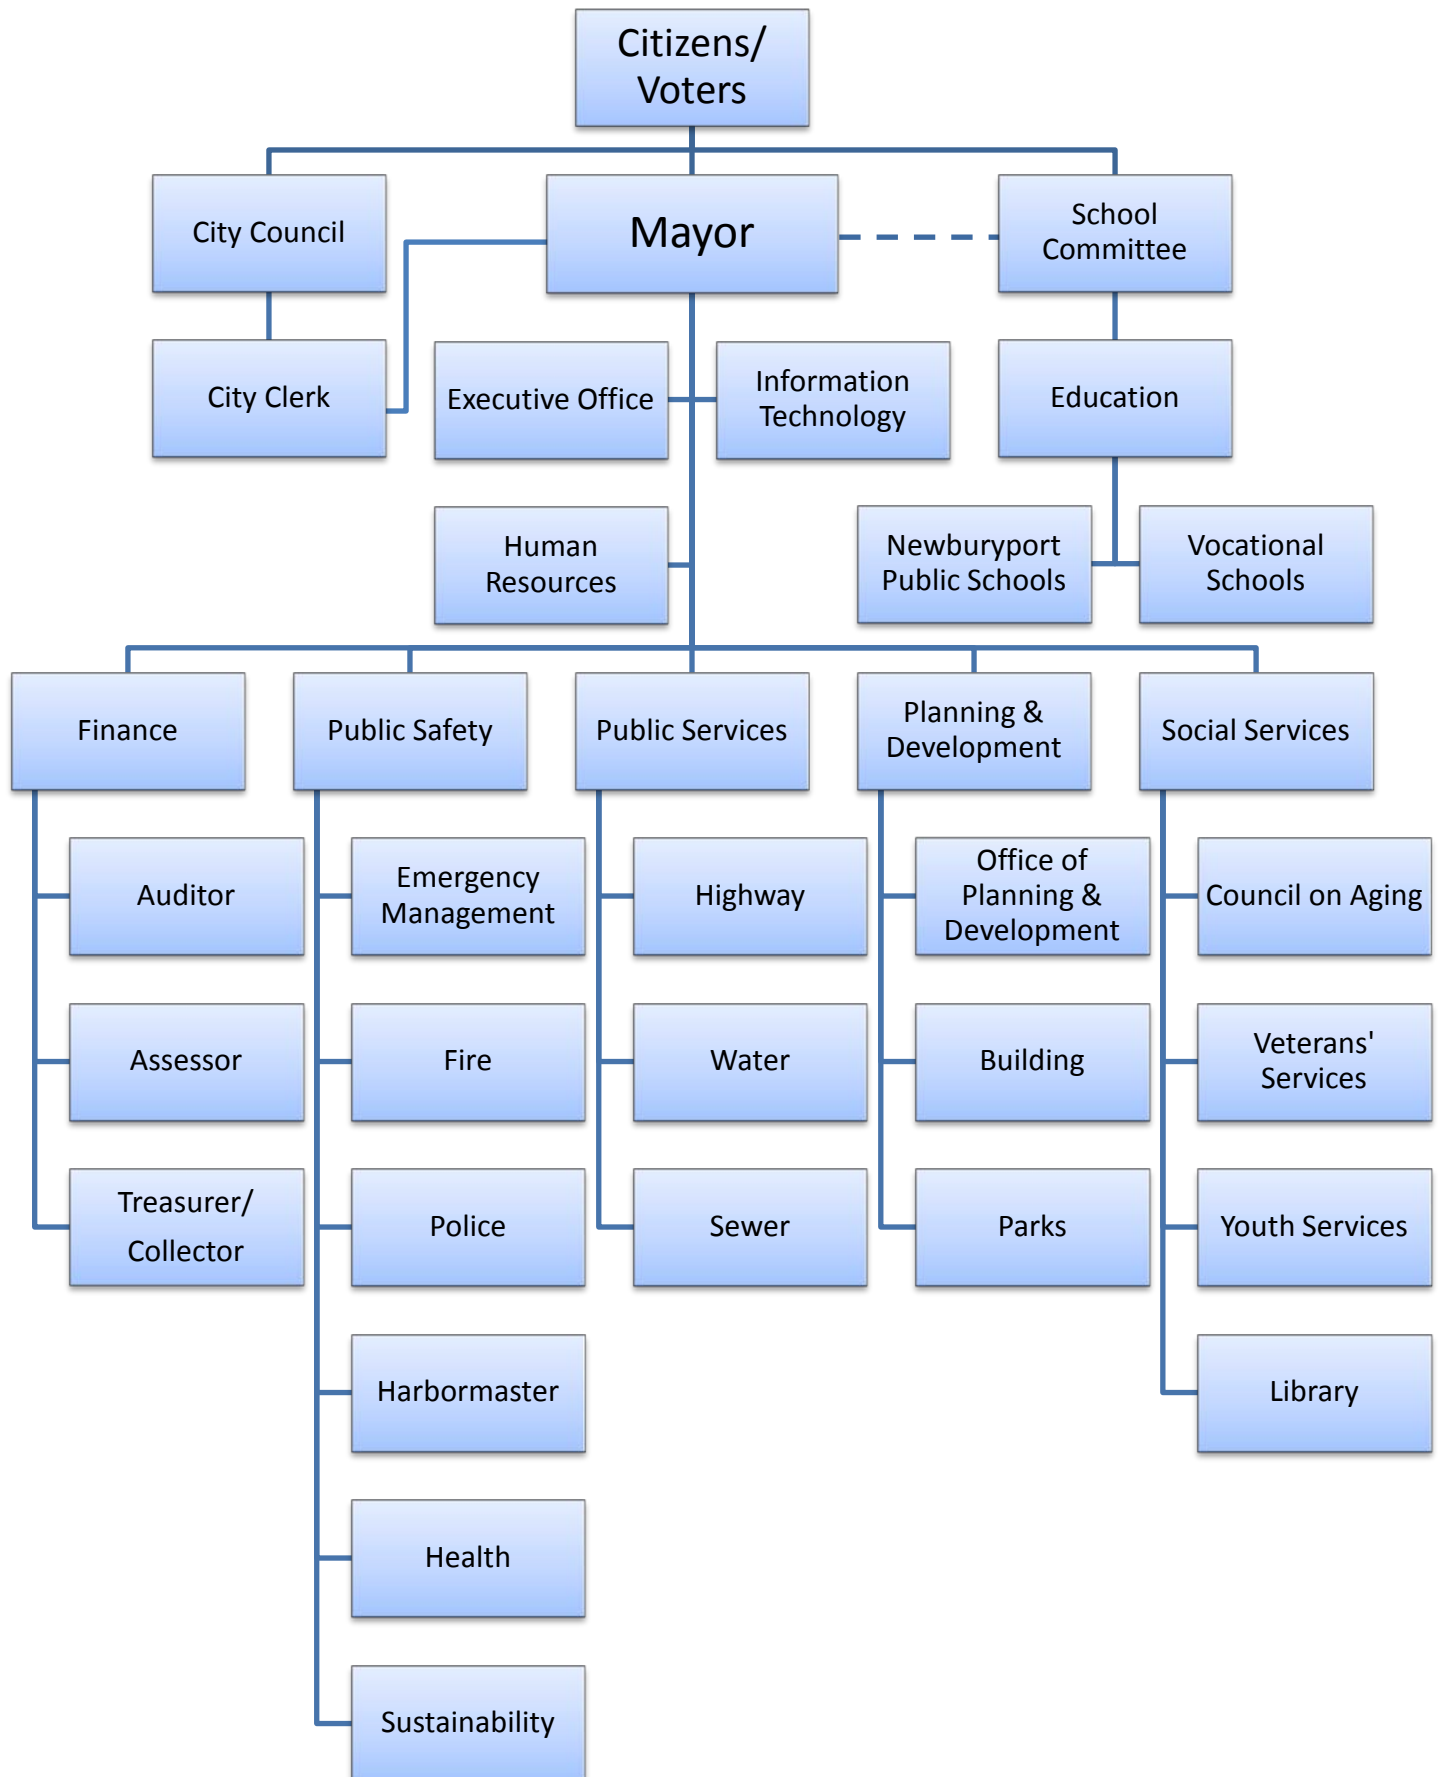 Citizens/
Voters
City Council
Mayor
School
Committee
City Clerk
Executive Office
Information
Technology
Education
Human
Resources
Newburyport
Public Schools
Vocational
Schools
Finance
Public Safety
Public Services
Planning &
Development
Social Services
Auditor
Emergency
Management
Highway
Office of
Planning &
Development
Council on Aging
Assessor
Fire
Water
Building
Veterans'
Services
Treasurer/
Collector
Police
Sewer
Parks
Youth Services
Harbormaster
Library
Health
Sustainability